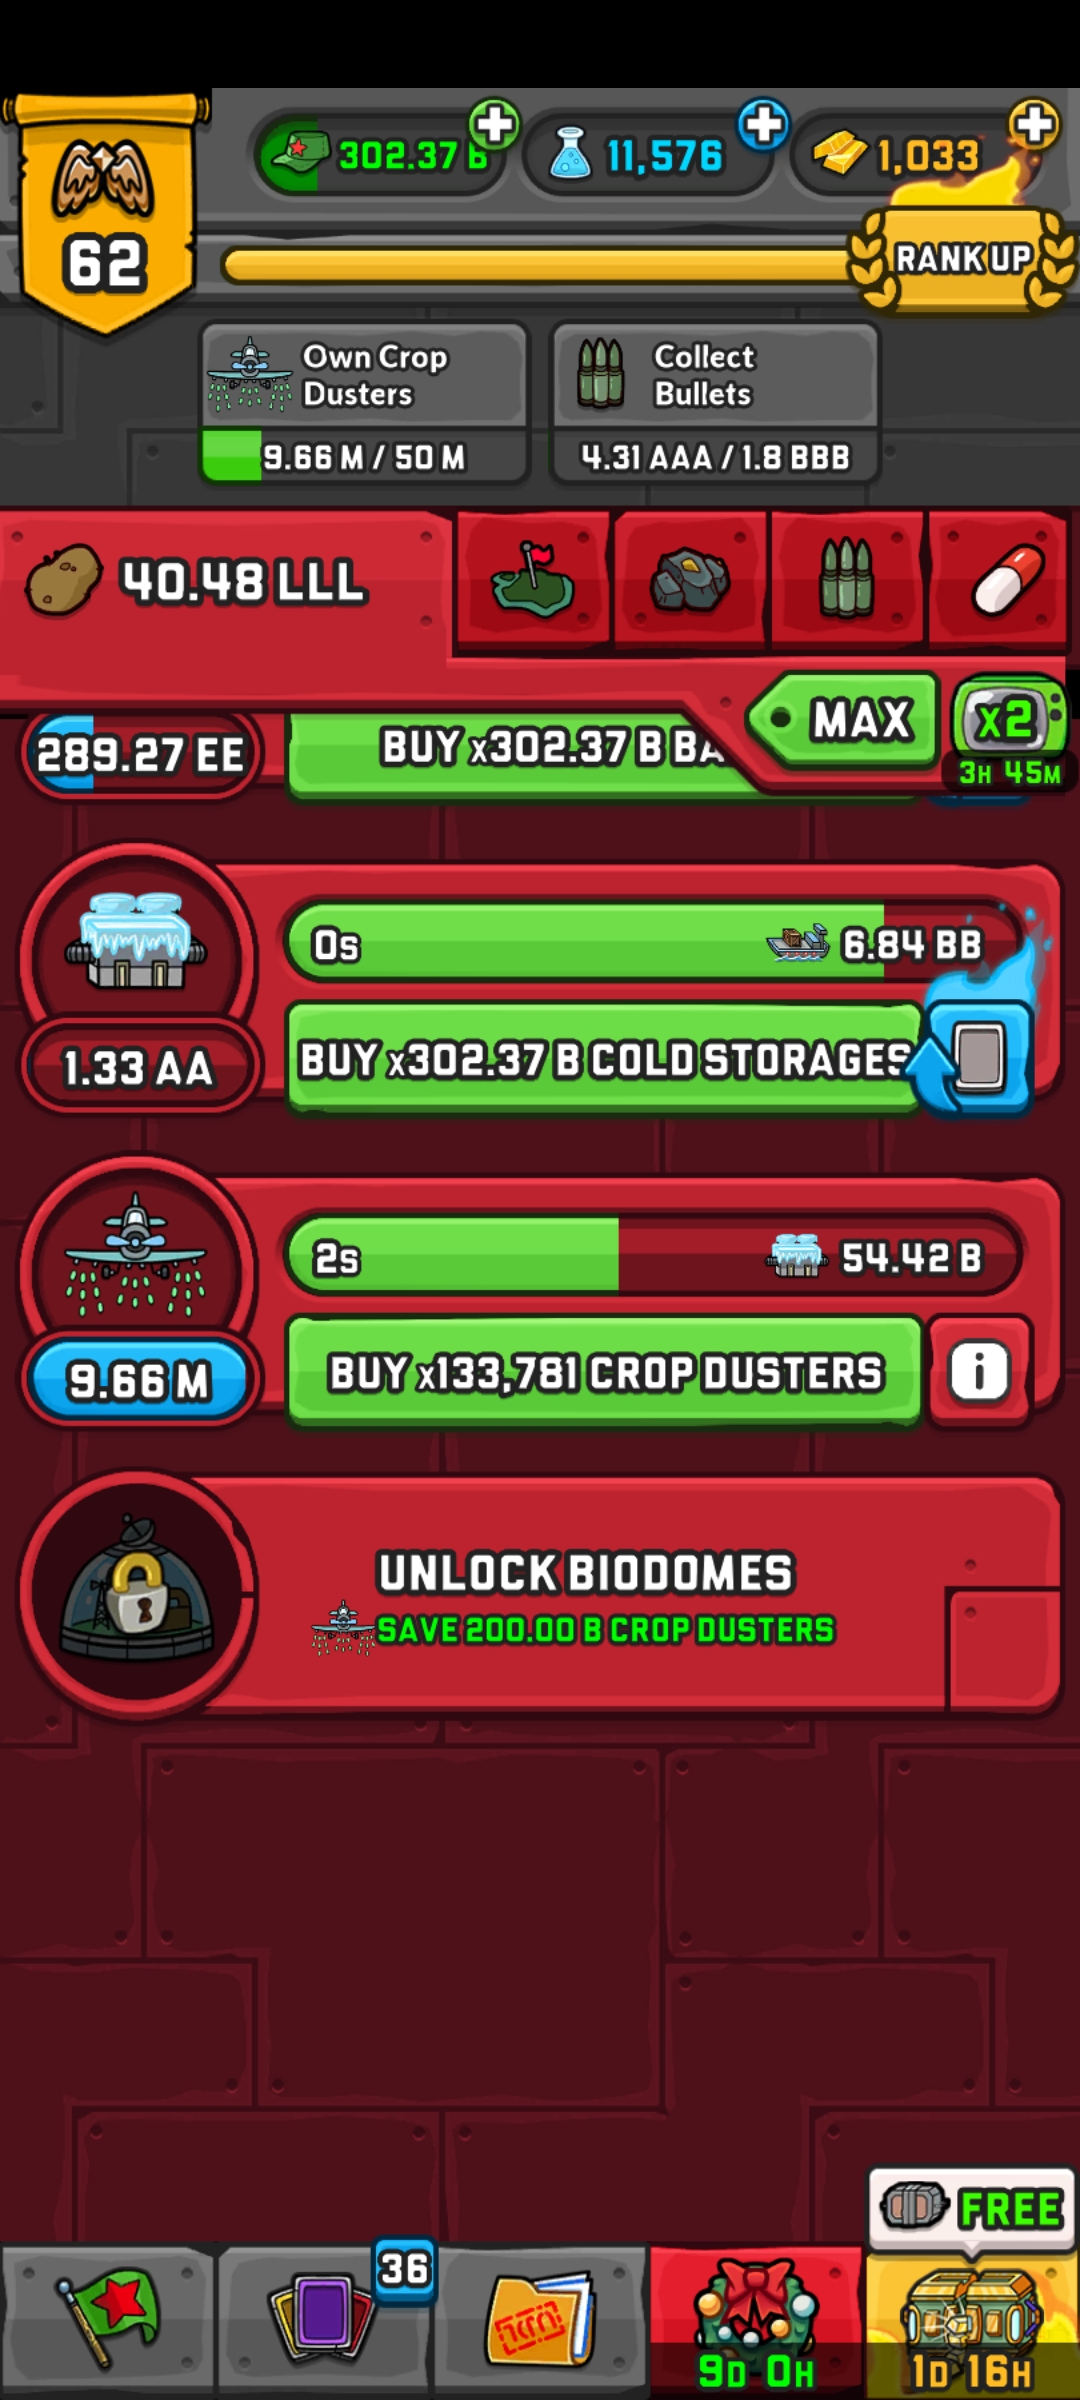 302.37 B
11,576
1,033
62
RANK UP
Own Crop
Dusters
Collect
Bullets
9.66 M / 50 M
4.31 AAA / 1.8 BBB
40.48 LLL
MAX
x2
3H 45M
289.27 EE
BUY x302.37 B BA
0s
6.84 BB
1.33 AA
BUY x302.37 B COLD STORAGES
2s
54.42 B
9.66 M
BUY x133,781 CROP DUSTERS
i
UNLOCK BIODOMES
SAVE 200.00 B CROP DUSTERS
FREE
36
9D 0H
1D 16H